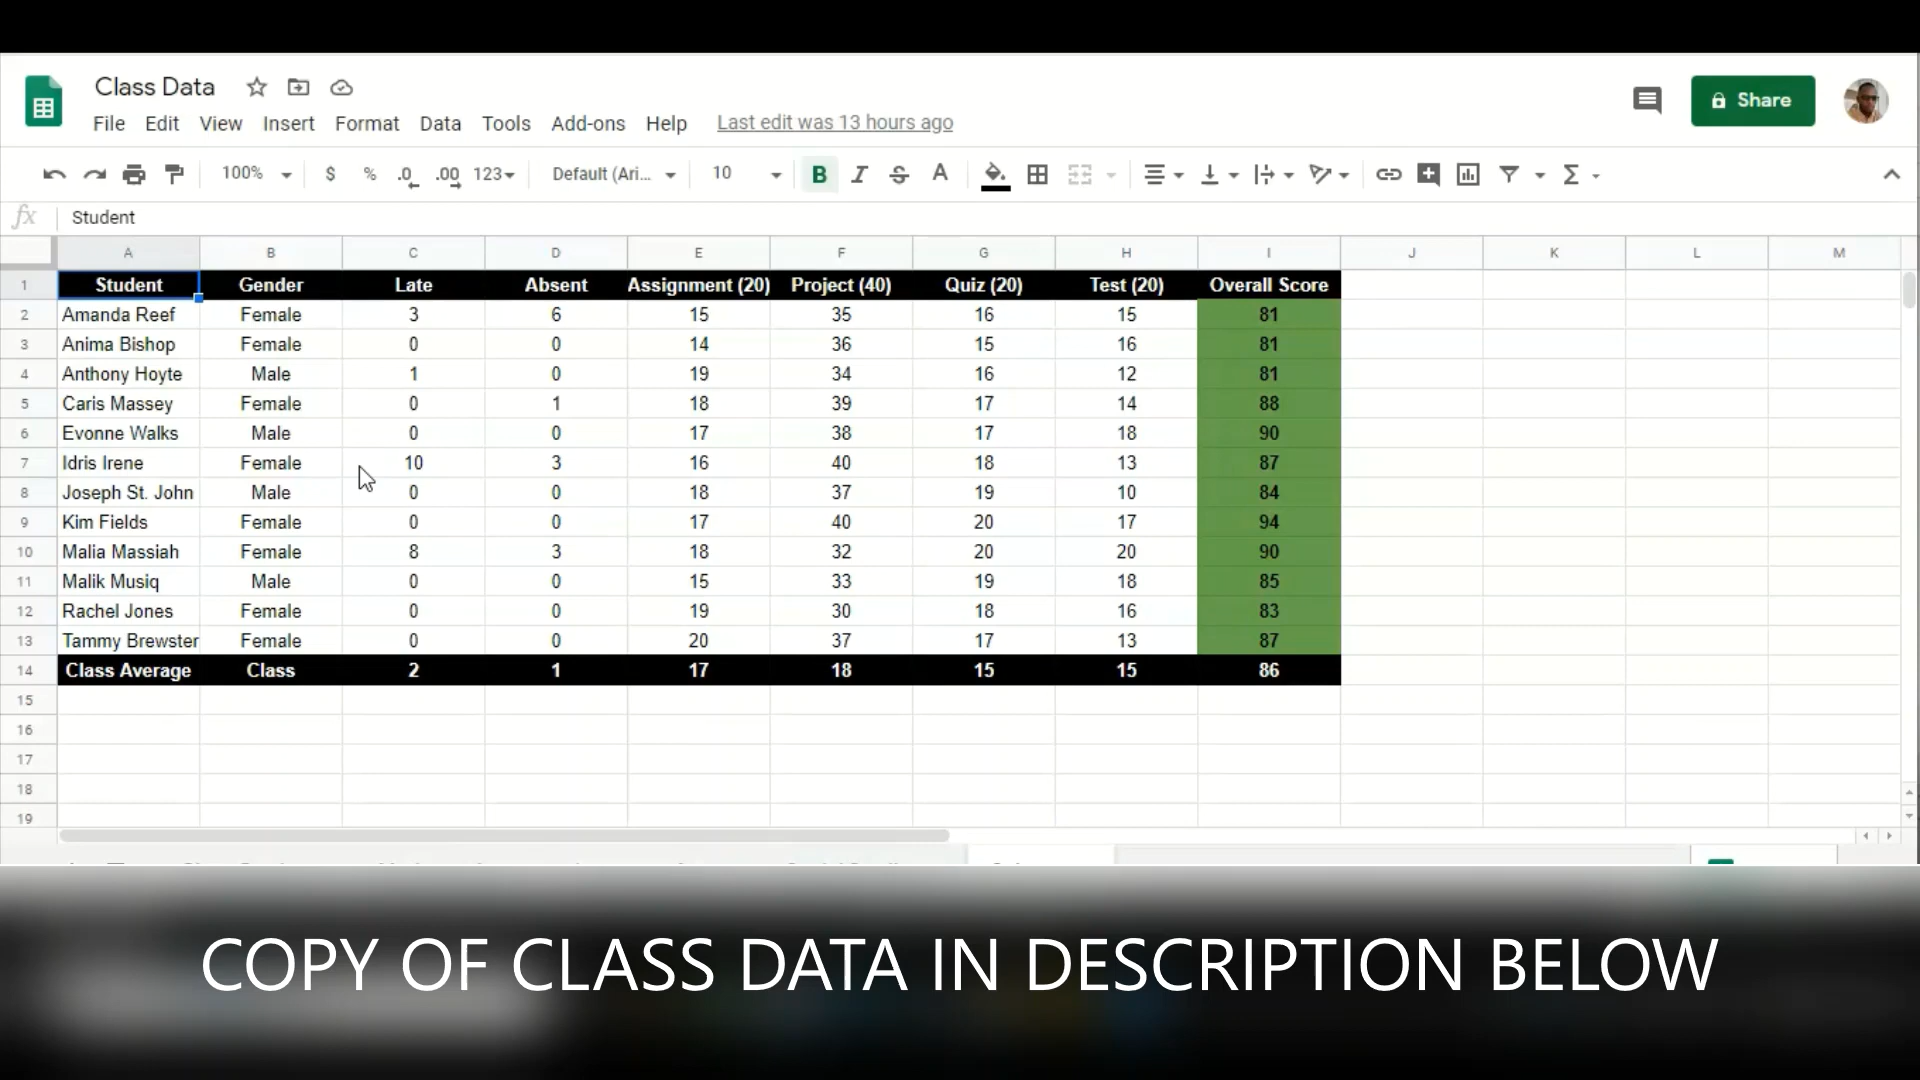 Class Data
File Edit View Insert Format Data Tools Add-ons Help Last edit was 13 hours ago
Share
100% $ % .0 .00 123 Default (Ari... 10 B I S A
fx Student
A B C D E F G H I J K L M
1 Student Gender Late Absent Assignment (20) Project (40) Quiz (20) Test (20) Overall Score
2 Amanda Reef Female 3 6 15 35 16 15 81
3 Anima Bishop Female 0 0 14 36 15 16 81
4 Anthony Hoyte Male 1 0 19 34 16 12 81
5 Caris Massey Female 0 1 18 39 17 14 88
6 Evonne Walks Male 0 0 17 38 17 18 90
7 Idris Irene Female 10 3 16 40 18 13 87
8 Joseph St. John Male 0 0 18 37 19 10 84
9 Kim Fields Female 0 0 17 40 20 17 94
10 Malia Massiah Female 8 3 18 32 20 20 90
11 Malik Musiq Male 0 0 15 33 19 18 85
12 Rachel Jones Female 0 0 19 30 18 16 83
13 Tammy Brewster Female 0 0 20 37 17 13 87
14 Class Average Class 2 1 17 18 15 15 86
15
16
17
18
19
COPY OF CLASS DATA IN DESCRIPTION BELOW